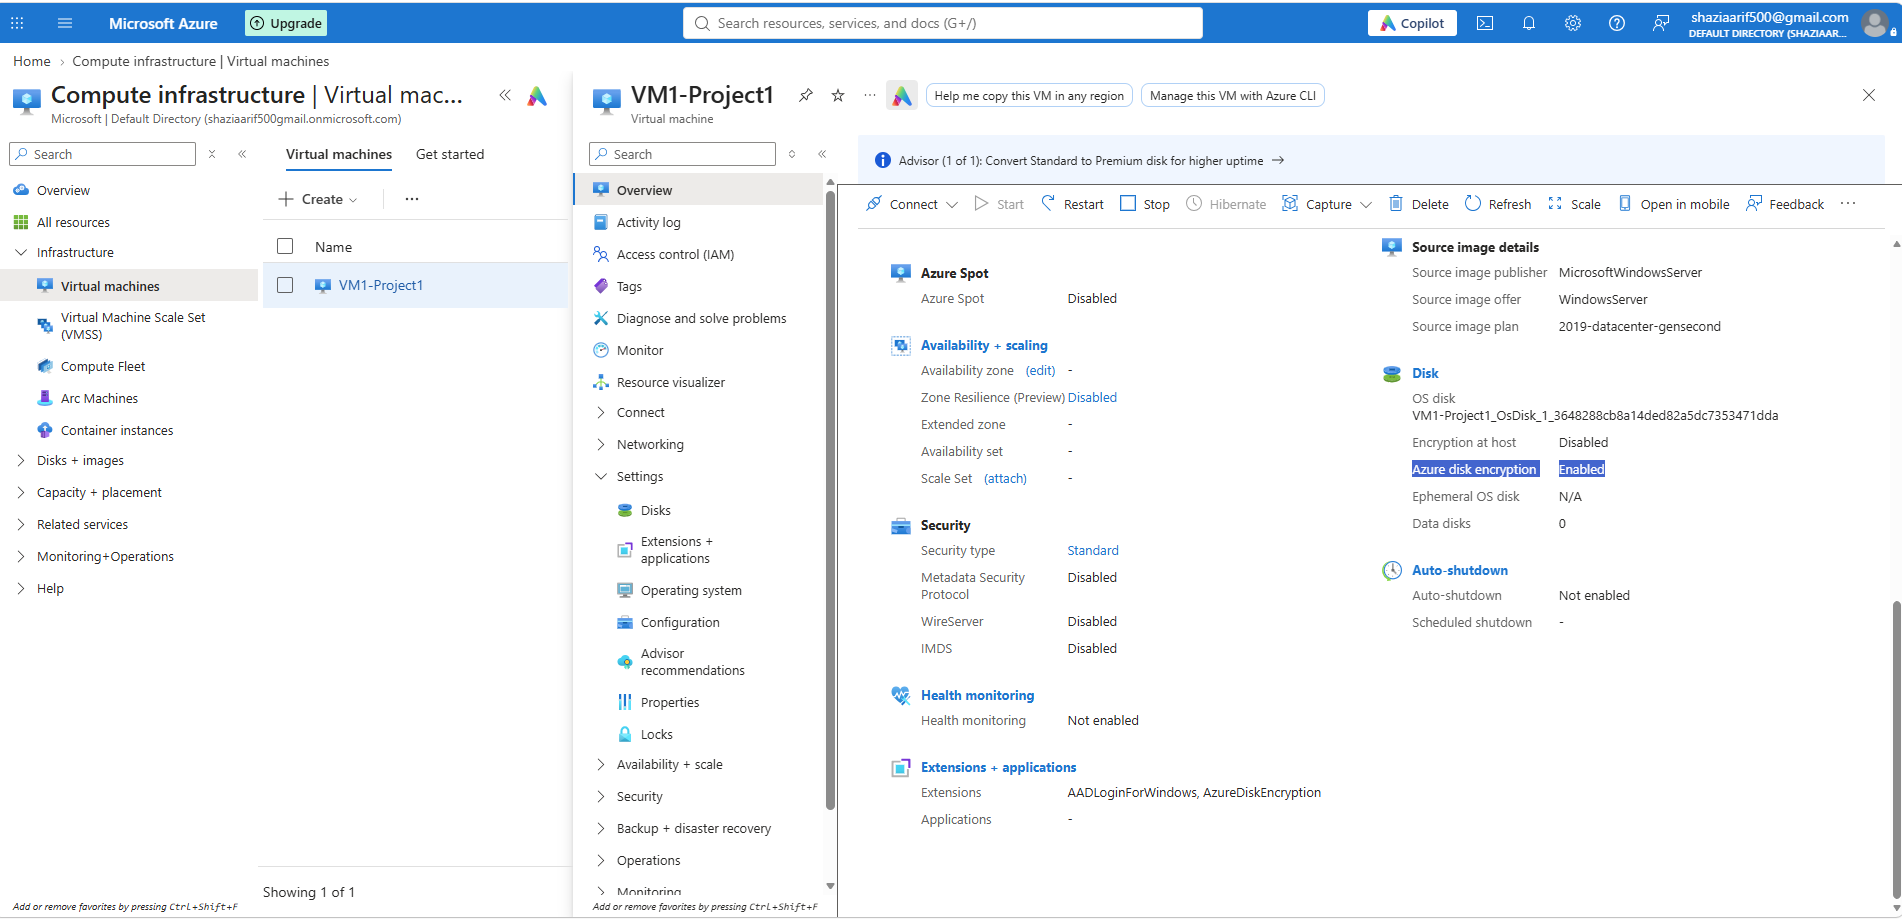 Microsoft Azure
Upgrade
Search resources, services, and docs (G+/)
Copilot
shaziaarif500@gmail.com
DEFAULT DIRECTORY (SHAZIAAR...
Home › Compute infrastructure | Virtual machines
Compute infrastructure | Virtual mac...
Microsoft | Default Directory (shaziaarif500gmail.onmicrosoft.com)
Search
Overview
All resources
Infrastructure
Virtual machines
Virtual Machine Scale Set
(VMSS)
Compute Fleet
Arc Machines
Container instances
Disks + images
Capacity + placement
Related services
Monitoring+Operations
Help
Add or remove favorites by pressing Ctrl+Shift+F
Virtual machines Get started
+ Create ...
Name
VM1-Project1
Showing 1 of 1
VM1-Project1
Virtual machine
...
Help me copy this VM in any region
Manage this VM with Azure CLI
Search
Overview
Activity log
Access control (IAM)
Tags
Diagnose and solve problems
Monitor
Resource visualizer
Connect
Networking
Settings
Disks
Extensions +
applications
Operating system
Configuration
Advisor
recommendations
Properties
Locks
Availability + scale
Security
Backup + disaster recovery
Operations
Monitoring
Add or remove favorites by pressing Ctrl+Shift+F
Advisor (1 of 1): Convert Standard to Premium disk for higher uptime →
Connect Start Restart Stop Hibernate Capture Delete Refresh Scale Open in mobile Feedback ...
Azure Spot
Azure Spot Disabled
Availability + scaling
Availability zone (edit) -
Zone Resilience (Preview) Disabled
Extended zone -
Availability set -
Scale Set (attach) -
Security
Security type Standard
Metadata Security
Protocol Disabled
WireServer Disabled
IMDS Disabled
Health monitoring
Health monitoring Not enabled
Extensions + applications
Extensions AADLoginForWindows, AzureDiskEncryption
Applications -
Source image details
Source image publisher MicrosoftWindowsServer
Source image offer WindowsServer
Source image plan 2019-datacenter-gensecond
Disk
OS disk
VM1-Project1_OsDisk_1_3648288cb8a14ded82a5dc7353471dda
Encryption at host Disabled
Azure disk encryption Enabled
Ephemeral OS disk N/A
Data disks 0
Auto-shutdown
Auto-shutdown Not enabled
Scheduled shutdown -